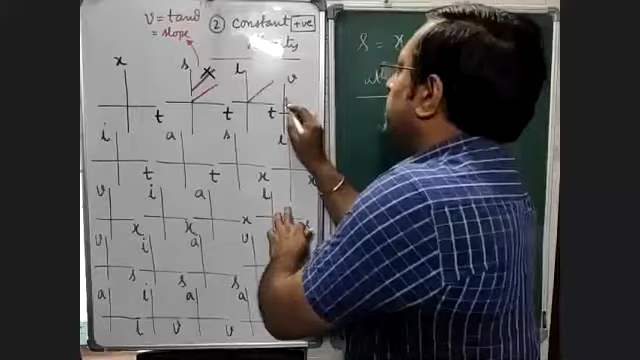 v = tanθ
= slope
② Constant +ve
x s l v
t t t
i a s l
t t x x
v i a l
x x x
v i a v
s s s
a i a a
l v v
s = x